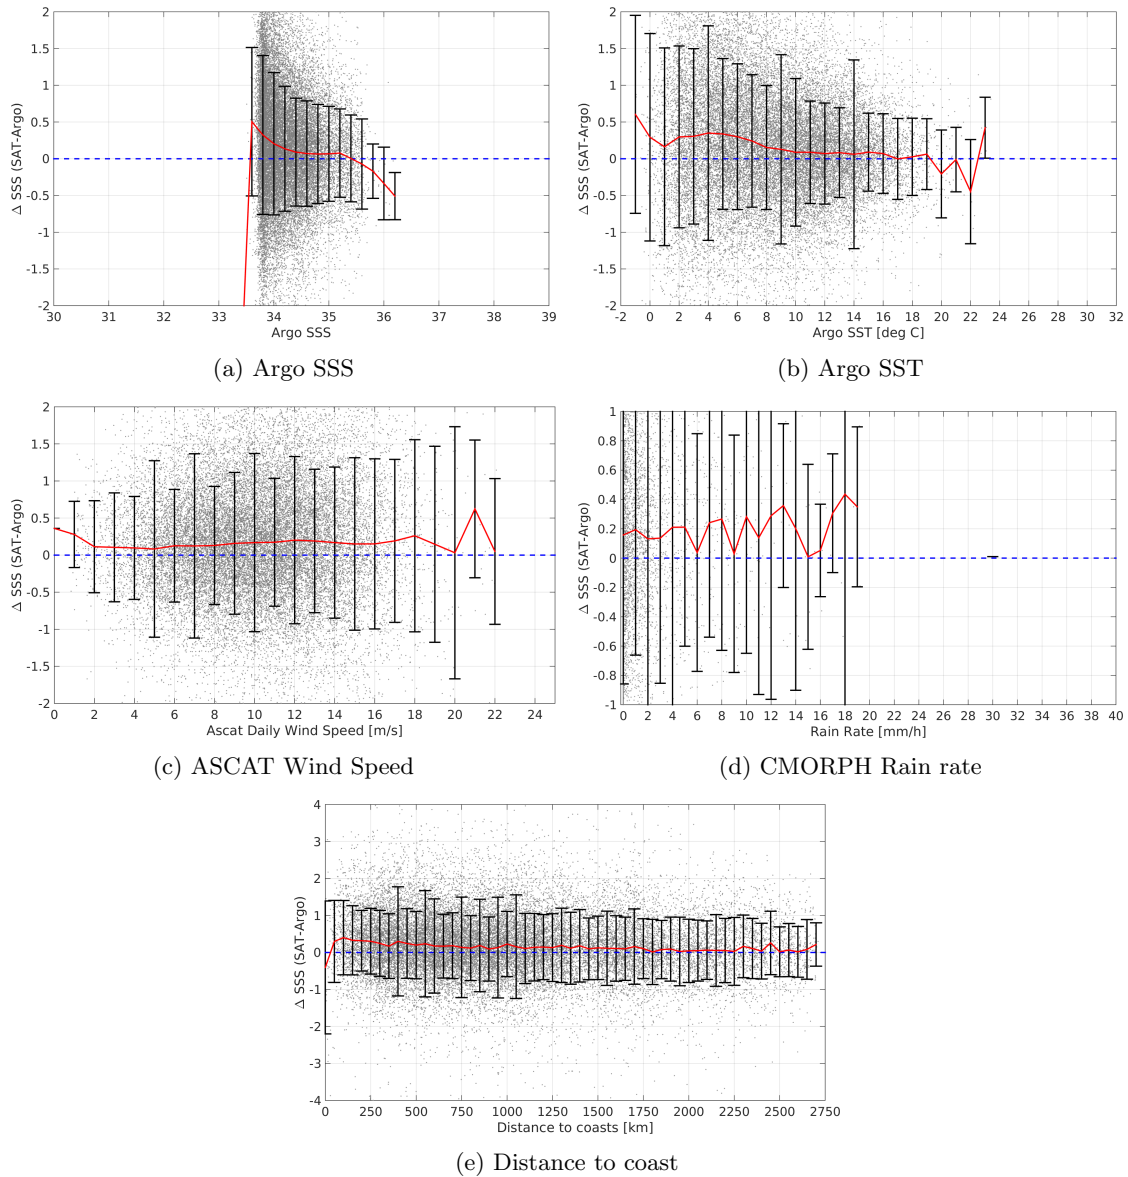 2
1.5
1
0.5
0
-0.5
-1
-1.5
-2
Δ SSS (SAT-Argo)
30 31 32 33 34 35 36 37 38 39
Argo SSS
(a) Argo SSS
2
1.5
1
0.5
0
-0.5
-1
-1.5
-2
Δ SSS (SAT-Argo)
-2 0 2 4 6 8 10 12 14 16 18 20 22 24 26 28 30 32
Argo SST [deg C]
(b) Argo SST
2
1.5
1
0.5
0
-0.5
-1
-1.5
-2
Δ SSS (SAT-Argo)
0 2 4 6 8 10 12 14 16 18 20 22 24
Ascat Daily Wind Speed [m/s]
(c) ASCAT Wind Speed
1
0.8
0.6
0.4
0.2
0
-0.2
-0.4
-0.6
-0.8
-1
Δ SSS (SAT-Argo)
0 2 4 6 8 10 12 14 16 18 20 22 24 26 28 30 32 34 36 38 40
Rain Rate [mm/h]
(d) CMORPH Rain rate
4
3
2
1
0
-1
-2
-3
-4
Δ SSS (SAT-Argo)
0 250 500 750 1000 1250 1500 1750 2000 2250 2500 2750
Distance to coasts [km]
(e) Distance to coast